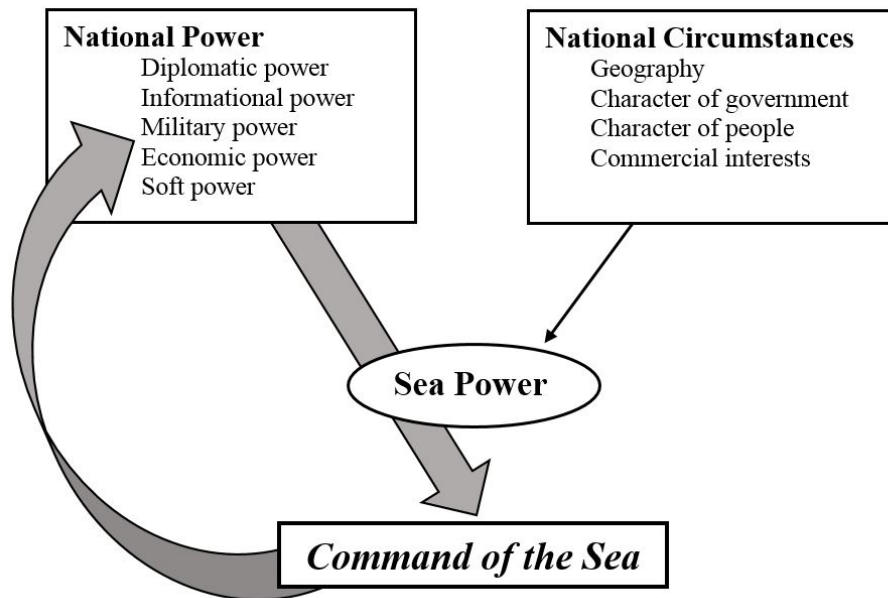 National Power
Diplomatic power
Informational power
Military power
Economic power
Soft power
National Circumstances
Geography
Character of government
Character of people
Commercial interests
Sea Power
Command of the Sea